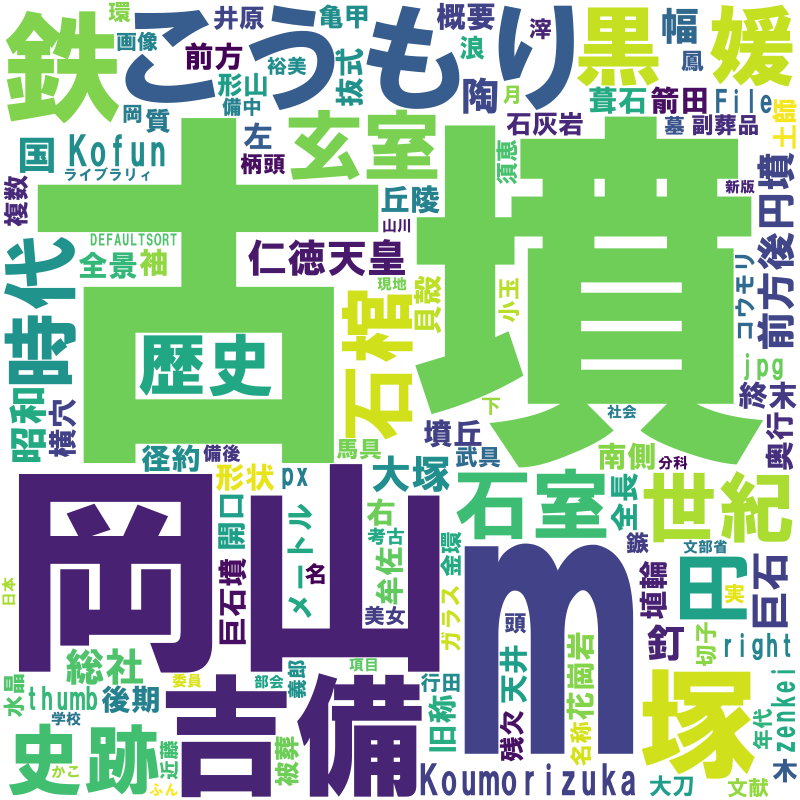 環
井原
亀甲
概要
浪
滓
幅
鉄
こうもり
黒
媛
画像
前方
裕美
抜式
陶
鳳
岡
質
形山
備中
葺石
箭田
File
月
石灰岩
墓
副葬品
土師
国
Kofun
左
玄室
ライブラリィ
柄頭
須恵
複数
丘陵
新版
古墳
山川
DEFAULTSORT
仁徳天皇
全景
袖
現地
前方後円墳
コウモリ
時代
貝殻
小玉
石棺
歴史
jpg
昭和
横穴
下
社会
終末
奥行
墳丘
径約
備後
馬具
武具
南側
分科
形状
px
大塚
石室
全長
世紀
岡山
m
開口
メートル
右
考古
鏃
文部省
巨石墳
名
牟佐
金環
埴輪
円
実
巨石
日本
美女
ガラス
頭
釘
切子
right
総社
項目
水晶
thumb
後期
委員
部会
義郎
行田
旧称
天井
花崗岩
塚
zenkei
吉備
学校
史跡
かこ
近藤
ふん
被葬
残欠
名称
年代
木
Koumorizuka
大刀
文献